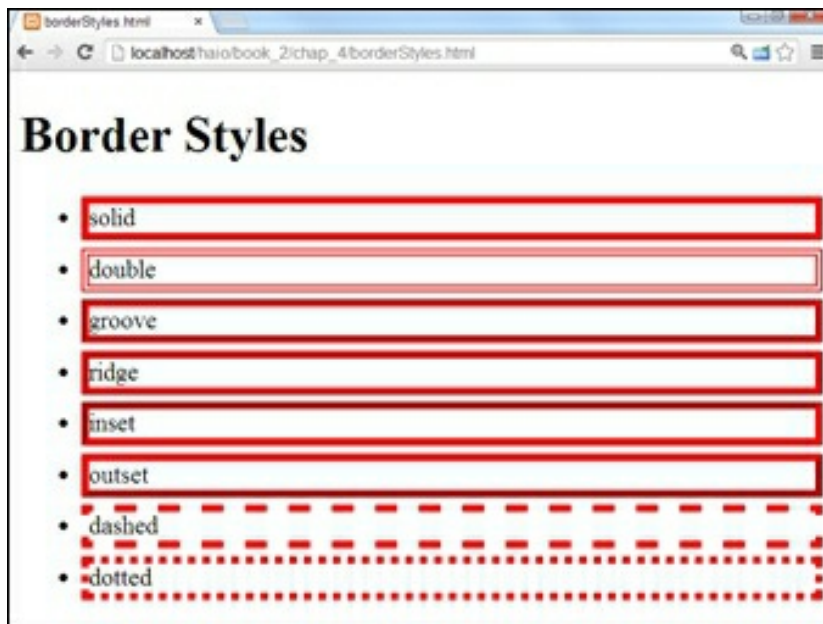 borderStyles.html
localhost/haio/book_2/chap_4/borderStyles.html
Border Styles
solid
double
groove
ridge
inset
outset
dashed
dotted